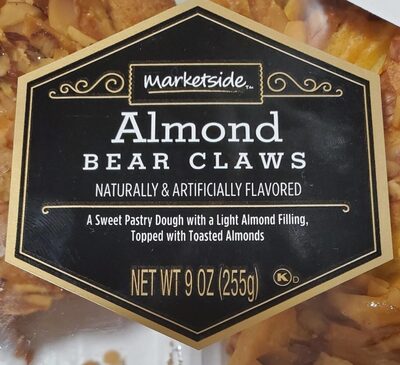 marketside™
Almond
BEAR CLAWS
NATURALLY & ARTIFICIALLY FLAVORED
A Sweet Pastry Dough with a Light Almond Filling,
Topped with Toasted Almonds
NET WT 9 OZ (255g) K D